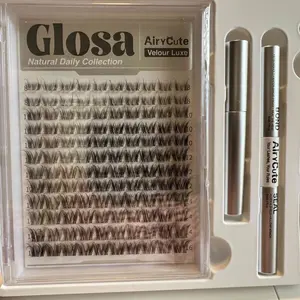 Glosa
Natural Daily Collection
AiryCute
Velour Luxe
BOND
AiryCute
SEAL